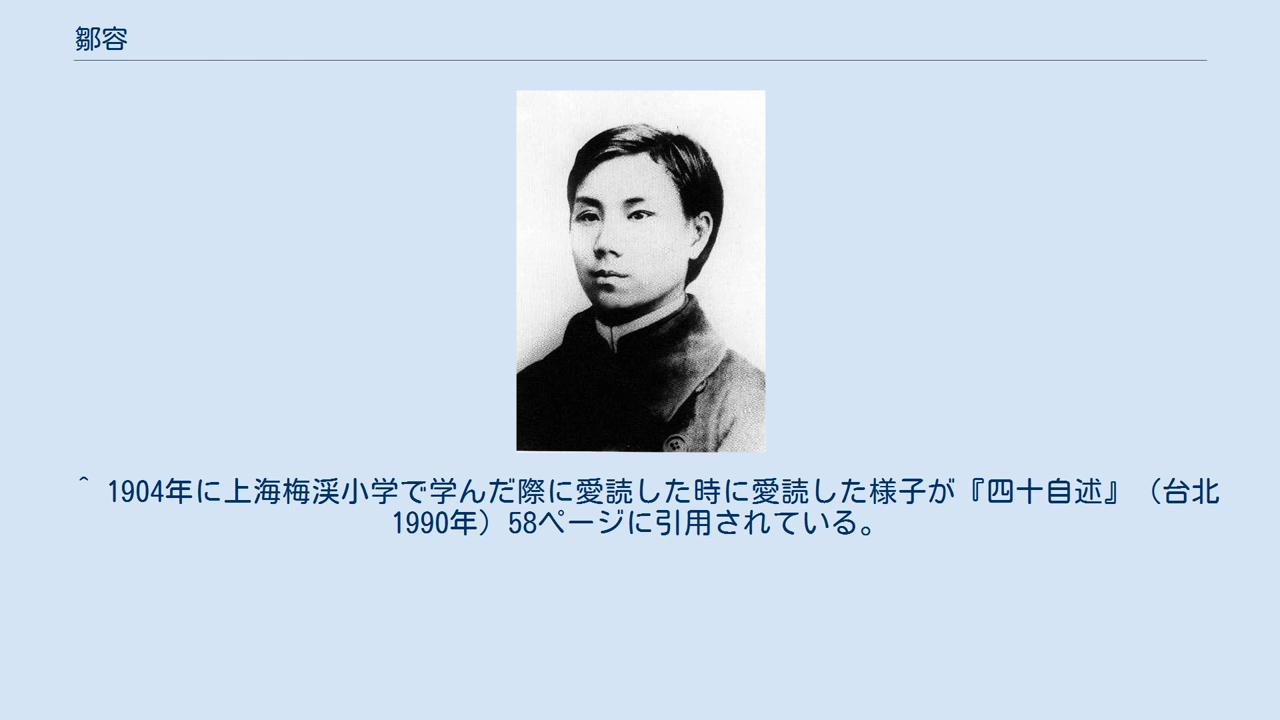 鄒容
^ 1904年に上海梅渓小学で学んだ際に愛読した時に愛読した様子が『四十自述』（台北
1990年）58ページに引用されている。